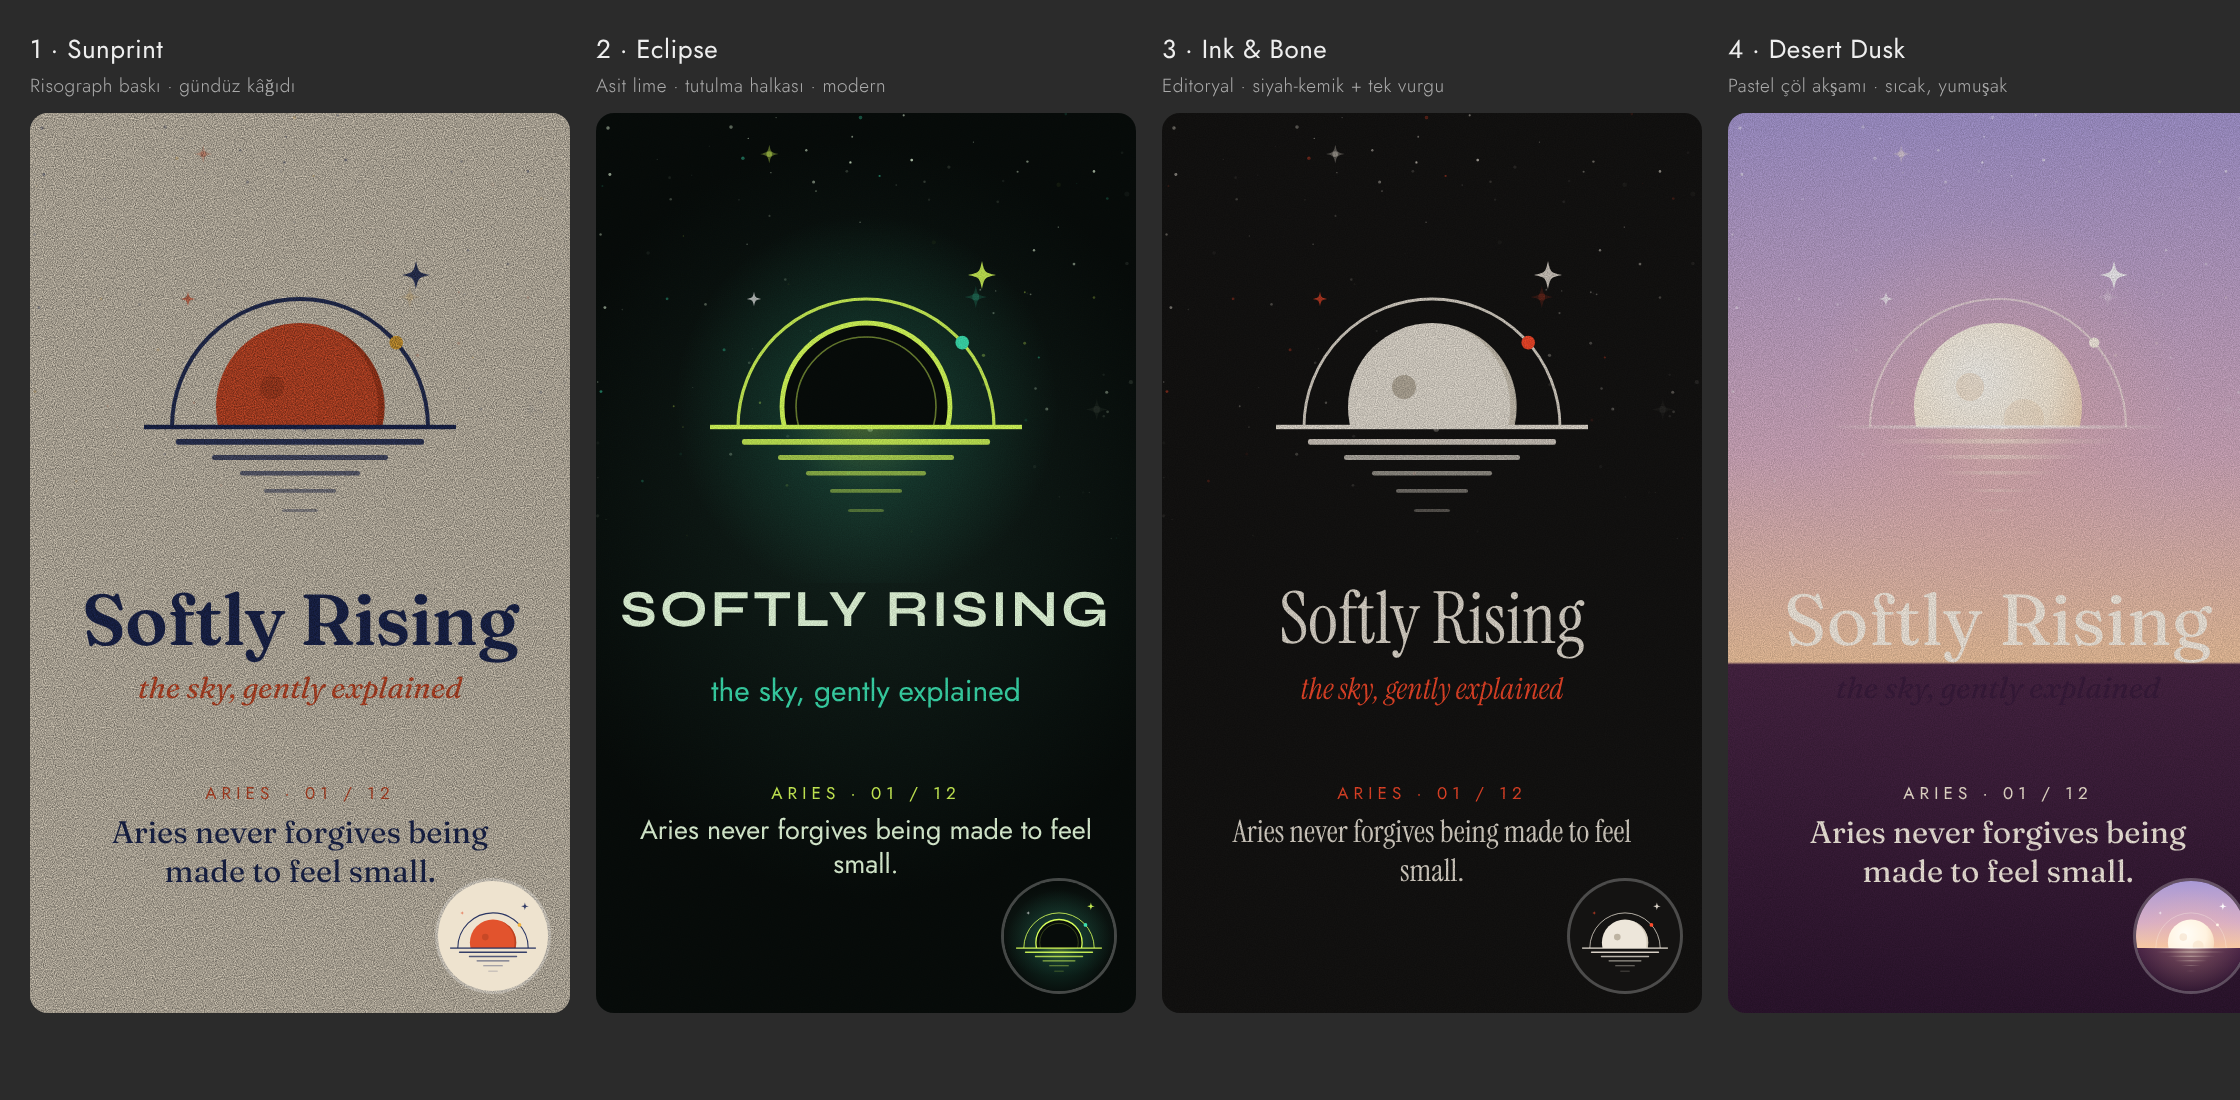 1 · Sunprint
Risograph baskı · gündüz kâğıdı
Softly Rising
the sky, gently explained
ARIES · 01 / 12
Aries never forgives being
made to feel small.
2 · Eclipse
Asit lime · tutulma halkası · modern
SOFTLY RISING
the sky, gently explained
ARIES · 01 / 12
Aries never forgives being made to feel
small.
3 · Ink & Bone
Editoryal · siyah-kemik + tek vurgu
Softly Rising
the sky, gently explained
ARIES · 01 / 12
Aries never forgives being made to feel
small.
4 · Desert Dusk
Pastel çöl akşamı · sıcak, yumuşak
Softly Rising
the sky, gently explained
ARIES · 01 / 12
Aries never forgives being
made to feel small.